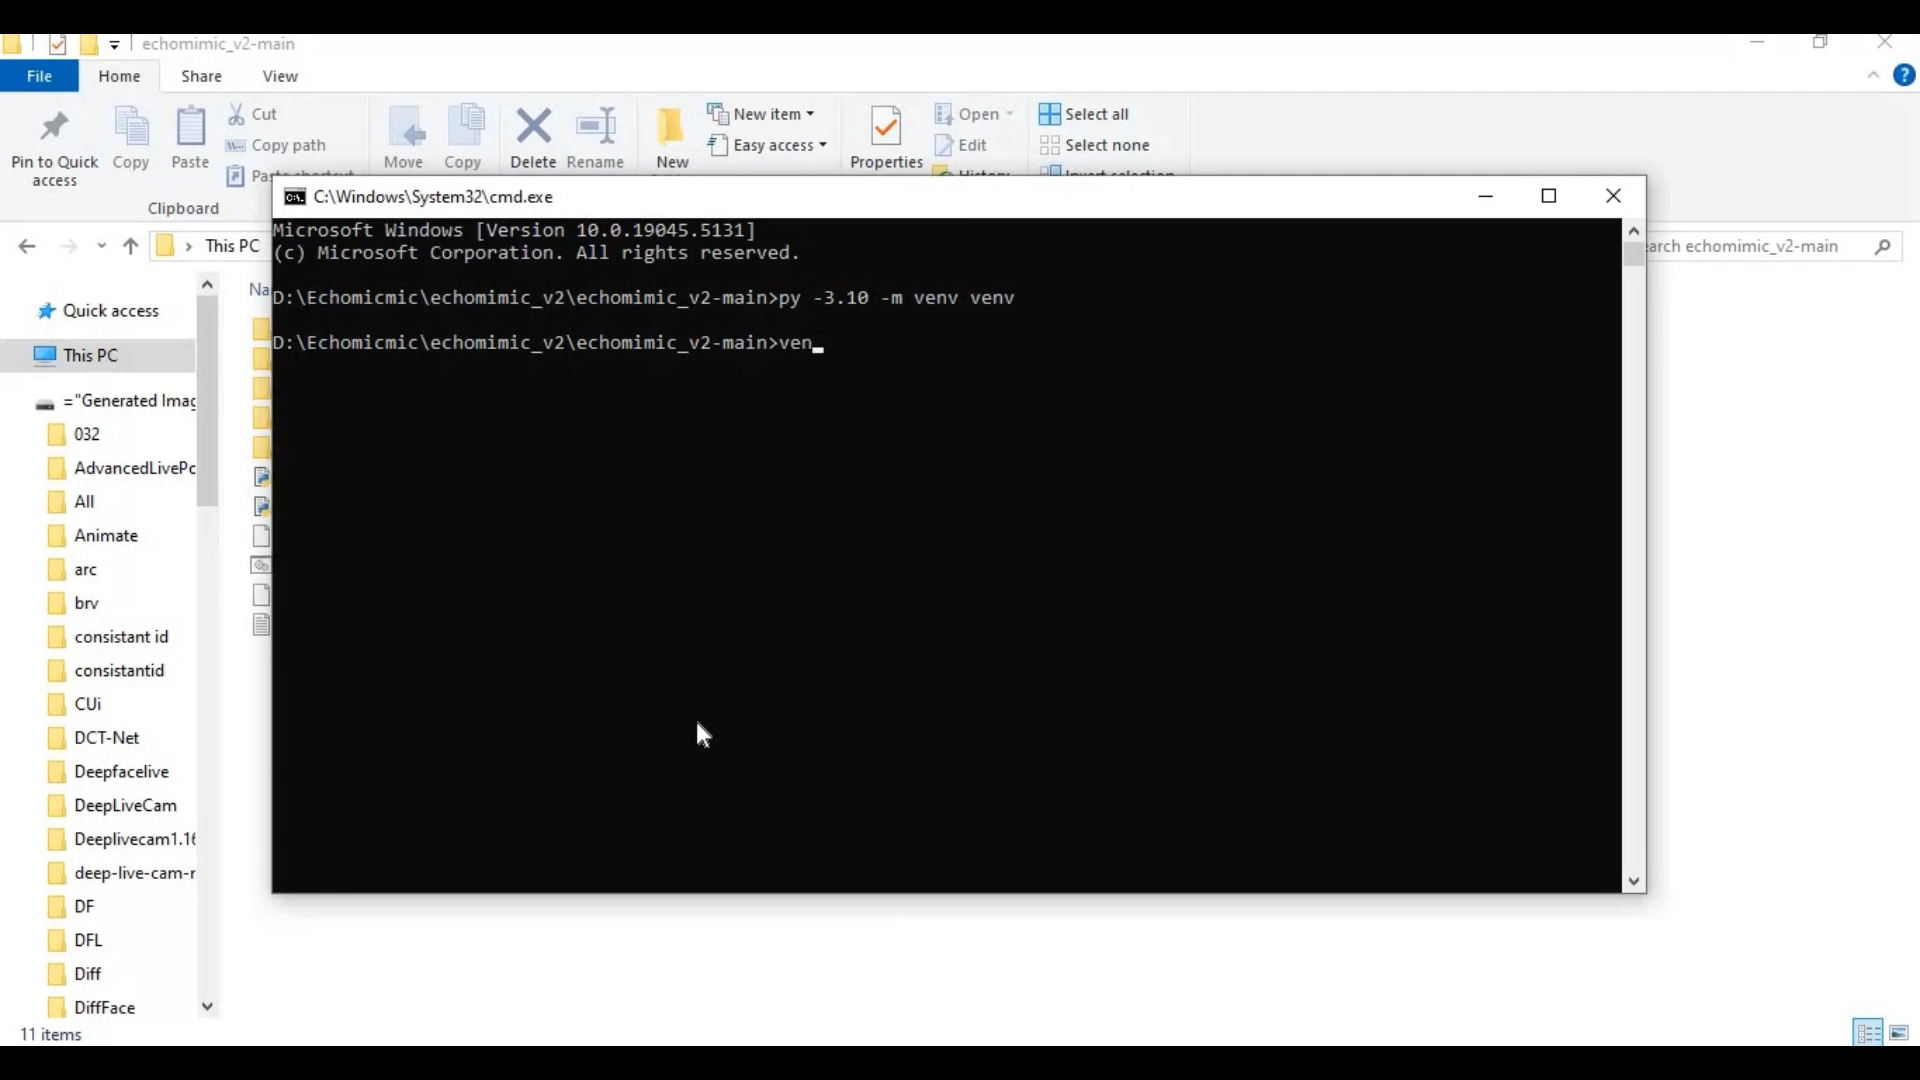 echomimic_v2-main
File Home Share View
Pin to Quick access
Copy
Paste
Cut
Copy path
Paste shortcut
Move
Copy
Delete
Rename
New
New item
Easy access
Properties
Open
Edit
History
Select all
Select none
Invert selection
Clipboard
C:\Windows\System32\cmd.exe
This PC
earch echomimic_v2-main
Na
Microsoft Windows [Version 10.0.19045.5131]
(c) Microsoft Corporation. All rights reserved.
D:\Echomicmic\echomimic_v2\echomimic_v2-main>py -3.10 -m venv venv
D:\Echomicmic\echomimic_v2\echomimic_v2-main>ven_
Quick access
This PC
="Generated Imag
032
AdvancedLivePo
All
Animate
arc
brv
consistant id
consistantid
CUi
DCT-Net
Deepfacelive
DeepLiveCam
Deeplivecam1.16
deep-live-cam-r
DF
DFL
Diff
DiffFace
11 items